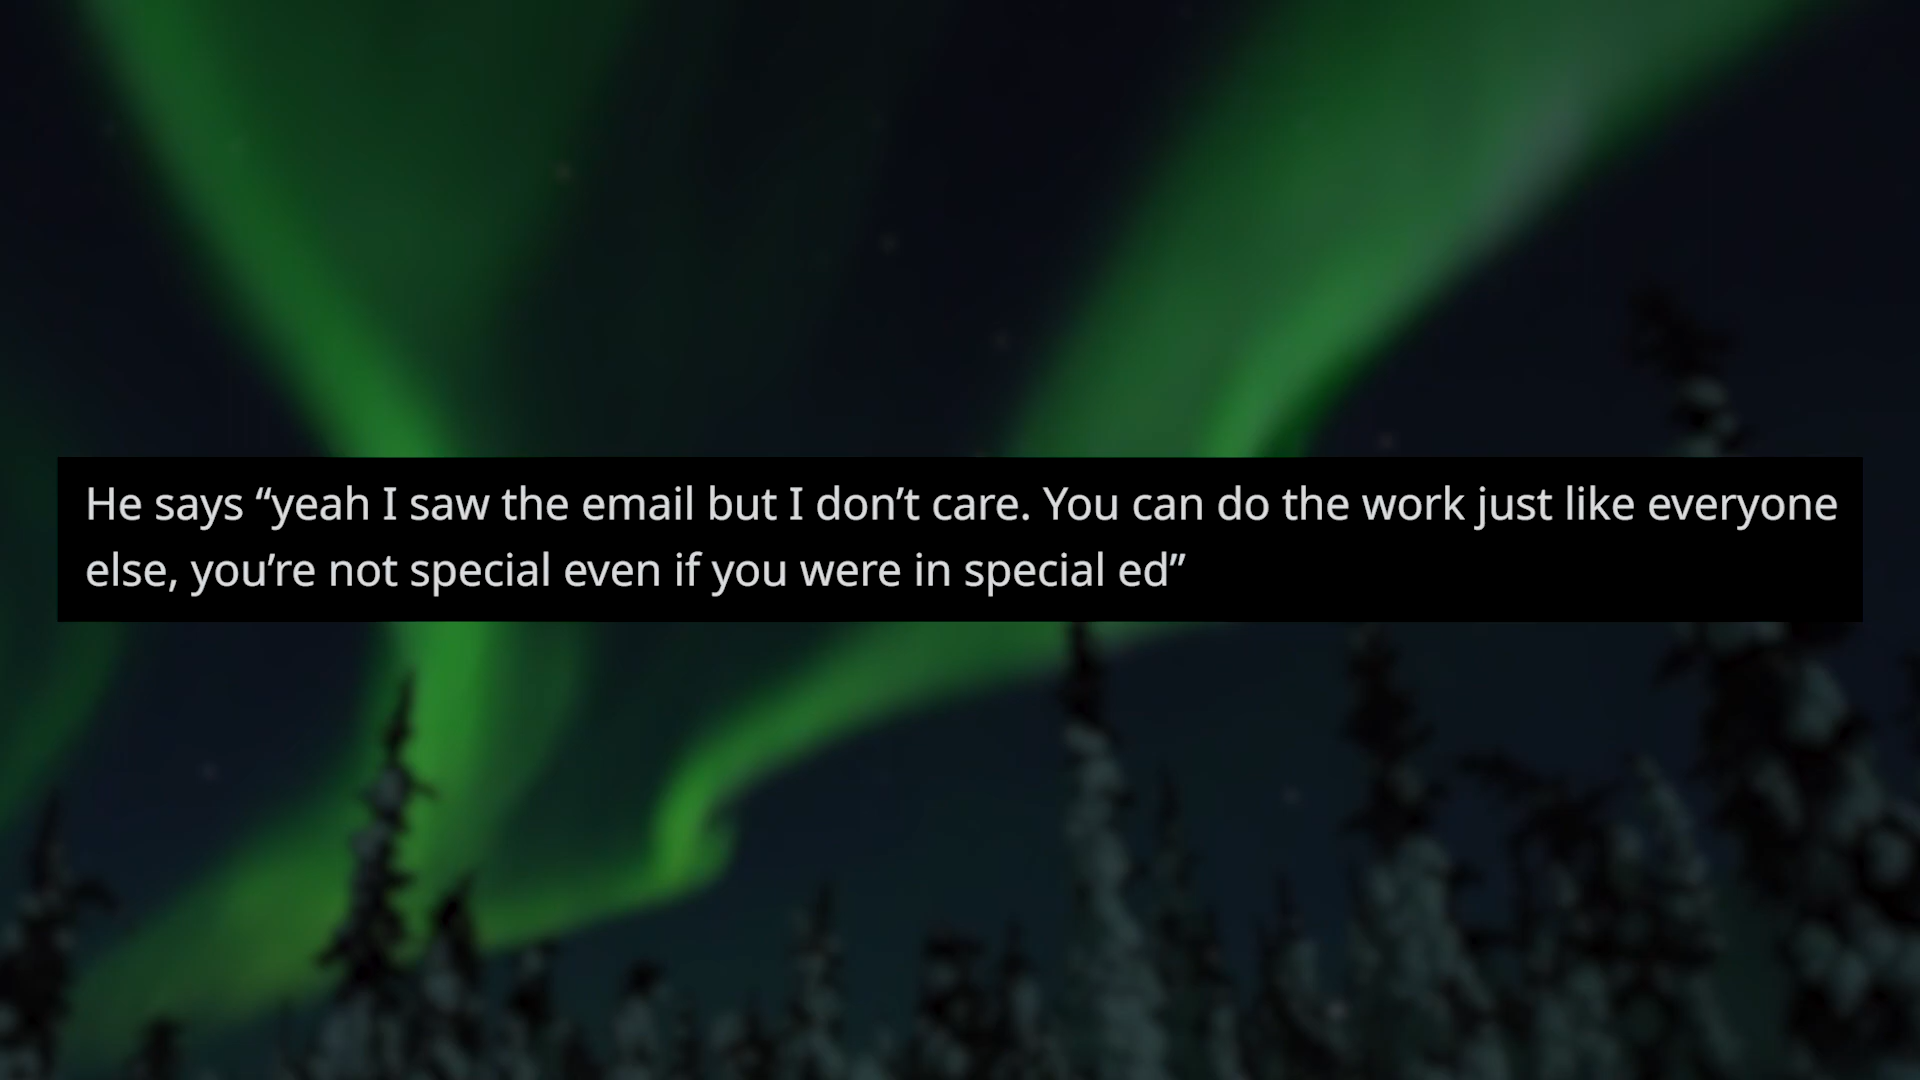 He says “yeah I saw the email but I don’t care. You can do the work just like everyone
else, you’re not special even if you were in special ed”